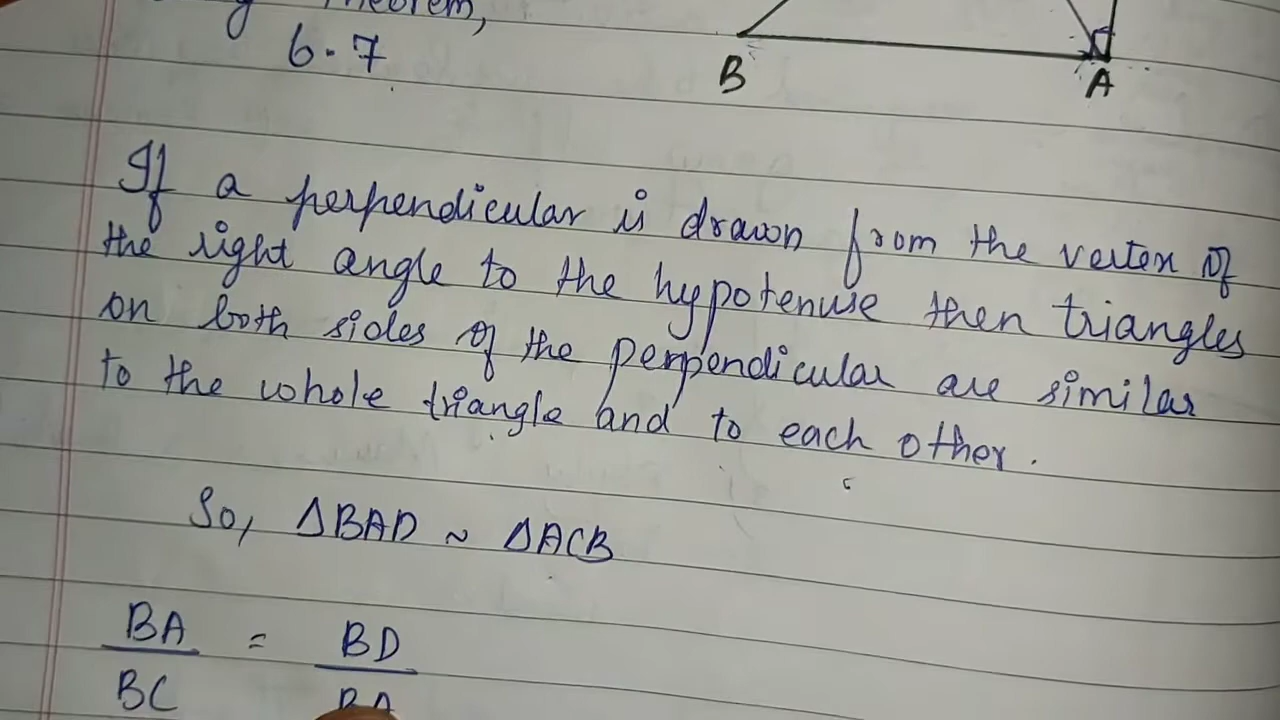 Theorem,
6.7
B
A
If a perpendicular is drawn from the vertex of
the right angle to the hypotenuse then triangles
on both sides of the perpendicular are similar
to the whole triangle and to each other.
So, ΔBAD ~ ΔACB
BA/BC = BD/BA